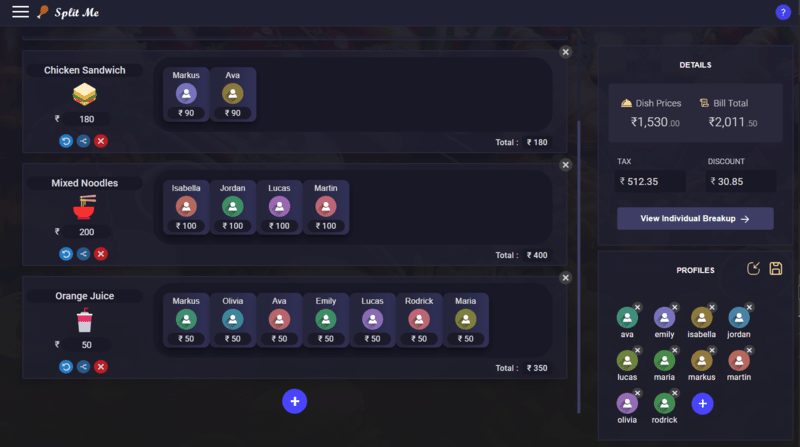 Split Me
?
Chicken Sandwich
₹ 180
Markus Ava
₹ 90 ₹ 90
Total : ₹ 180
Mixed Noodles
₹ 200
Isabella Jordan Lucas Martin
₹ 100 ₹ 100 ₹ 100 ₹ 100
Total : ₹ 400
Orange Juice
₹ 50
Markus Olivia Ava Emily Lucas Rodrick Maria
₹ 50 ₹ 50 ₹ 50 ₹ 50 ₹ 50 ₹ 50 ₹ 50
Total : ₹ 350
DETAILS
Dish Prices Bill Total
₹1,530.00 ₹2,011.50
TAX DISCOUNT
₹ 512.35 ₹ 30.85
View Individual Breakup →
PROFILES
ava emily isabella jordan
lucas maria markus martin
olivia rodrick